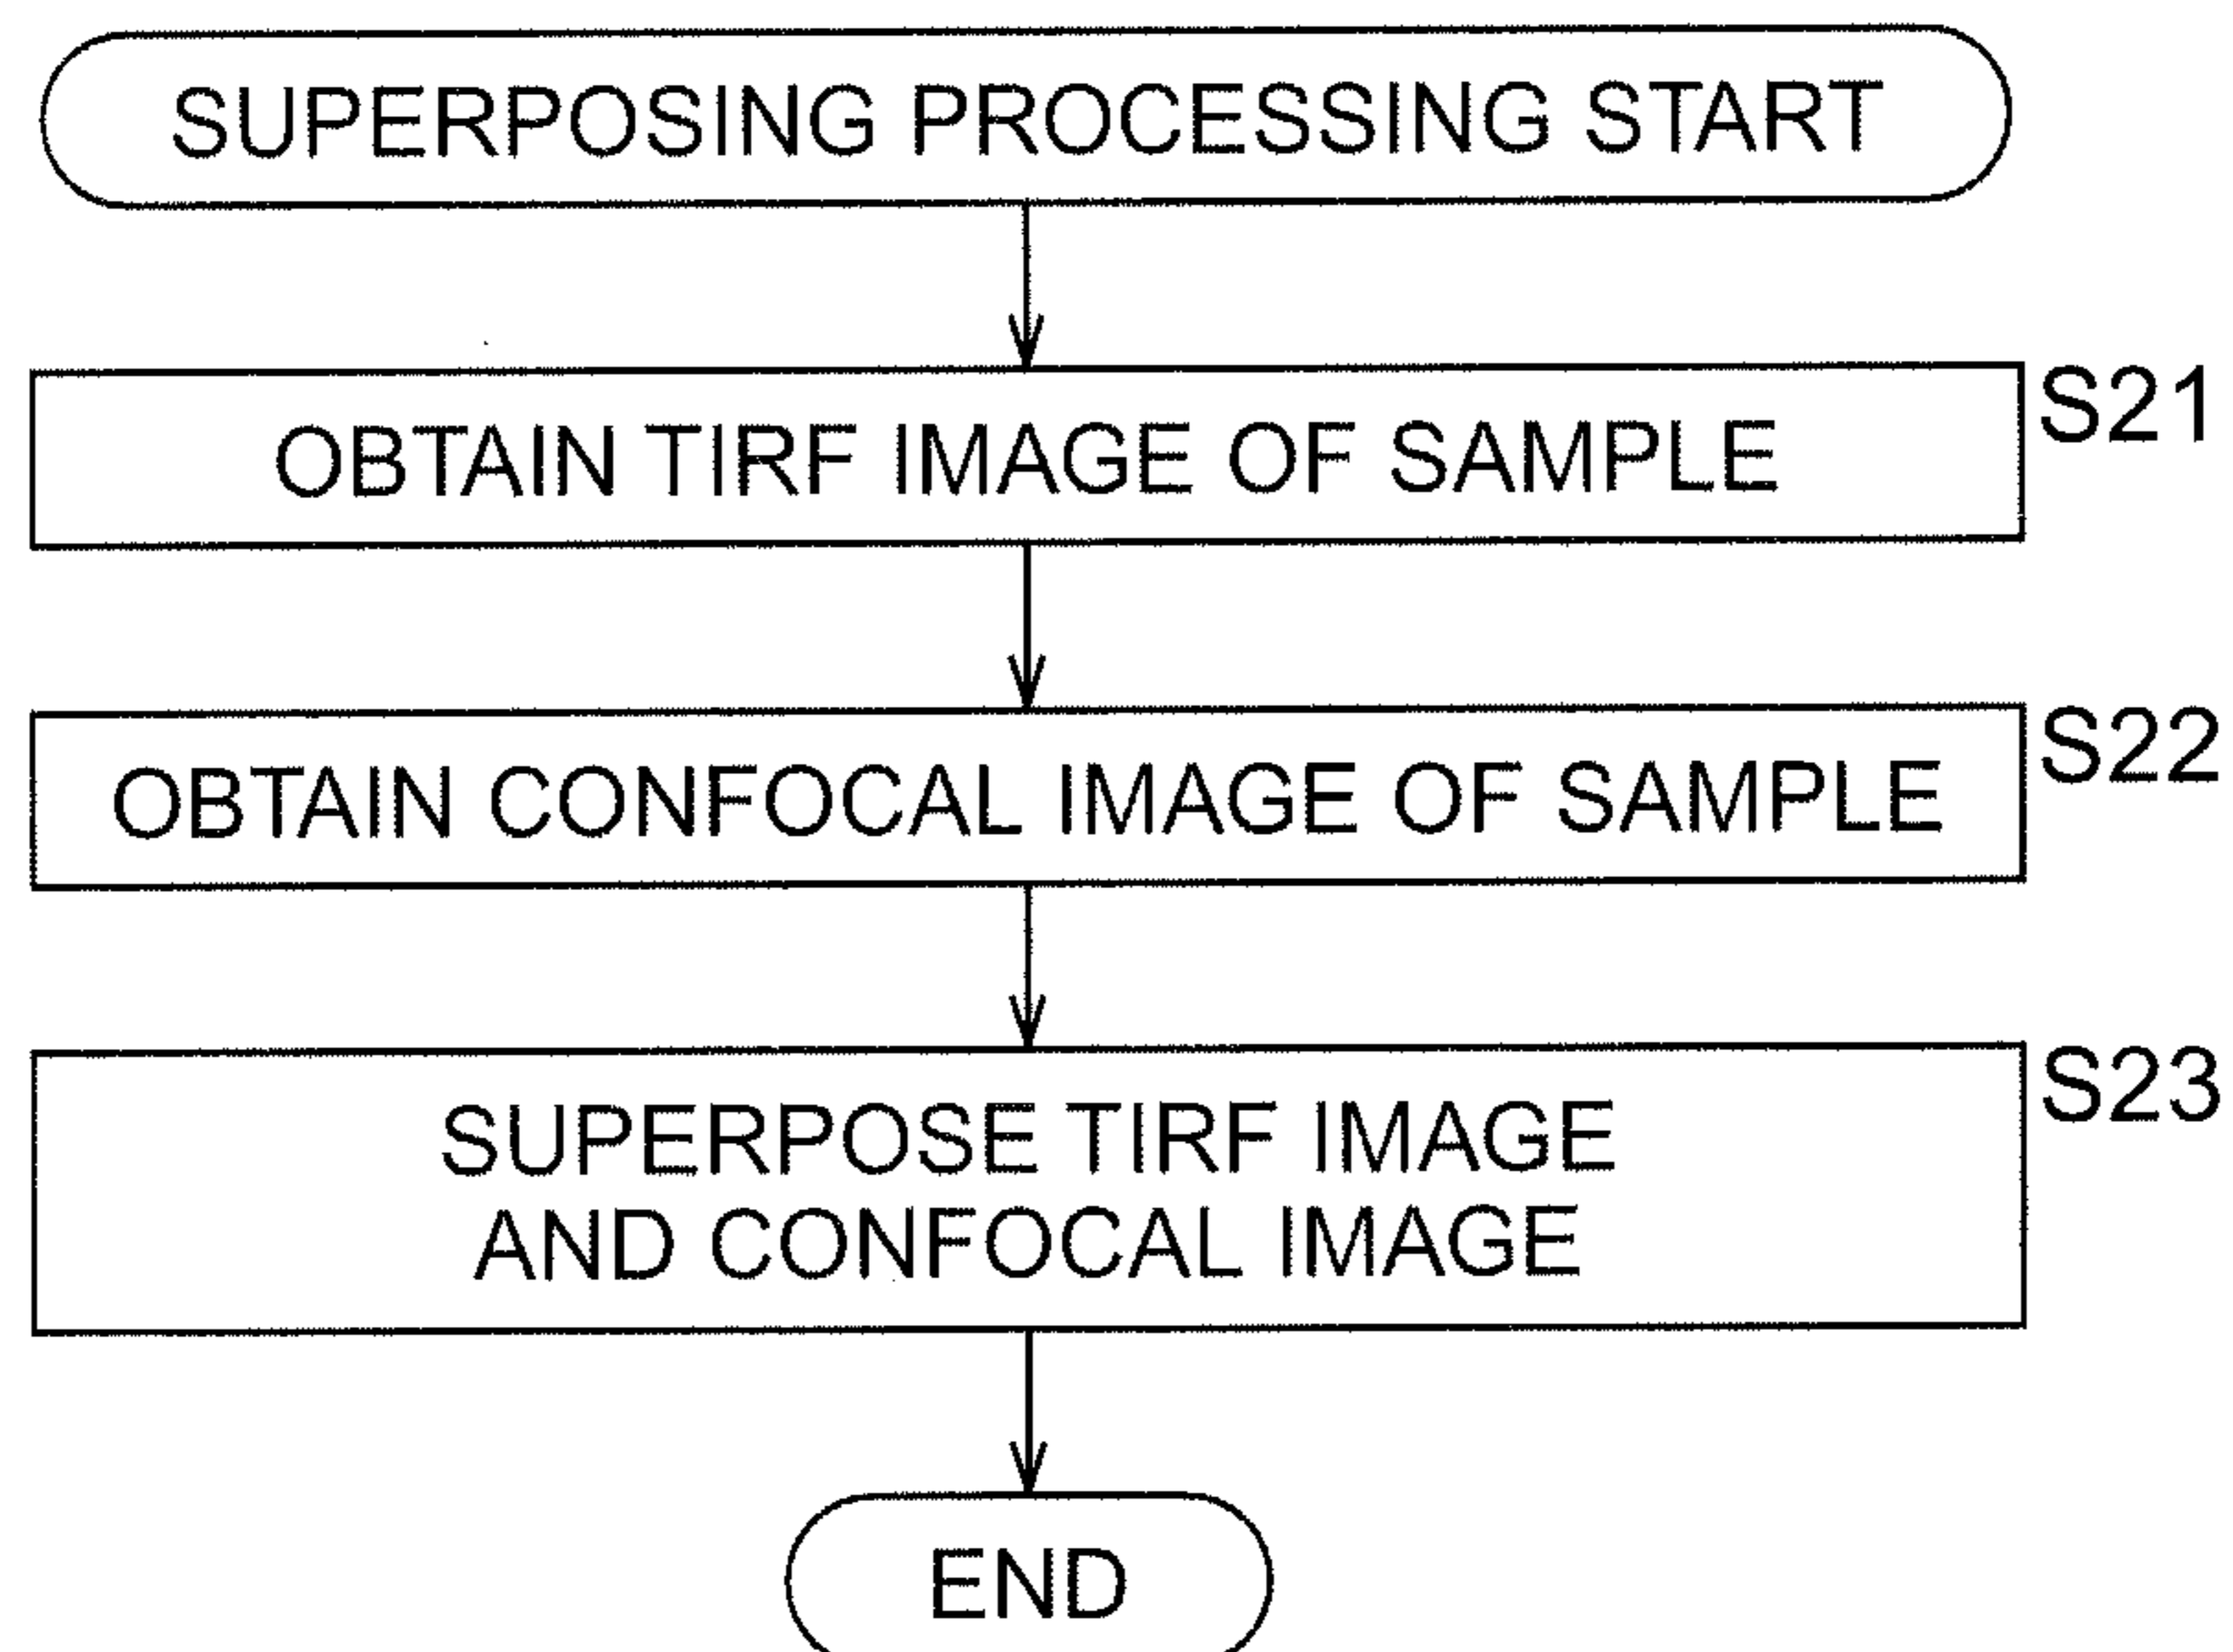 SUPERPOSING PROCESSING START
OBTAIN TIRF IMAGE OF SAMPLE
S21
OBTAIN CONFOCAL IMAGE OF SAMPLE
S22
SUPERPOSE TIRF IMAGE
AND CONFOCAL IMAGE
S23
END